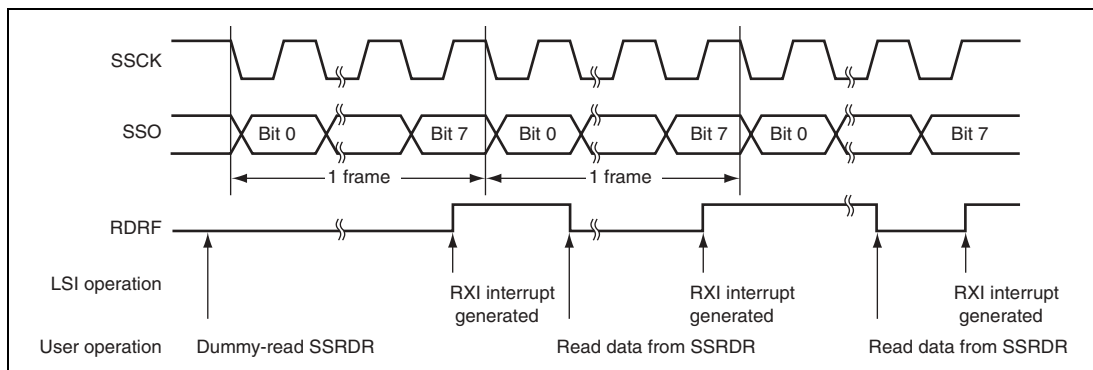 SSCK
SSO
Bit 0
Bit 7
Bit 0
Bit 7
Bit 0
Bit 7
1 frame
1 frame
RDRF
LSI operation
RXI interrupt
generated
RXI interrupt
generated
RXI interrupt
generated
User operation
Dummy-read SSRDR
Read data from SSRDR
Read data from SSRDR